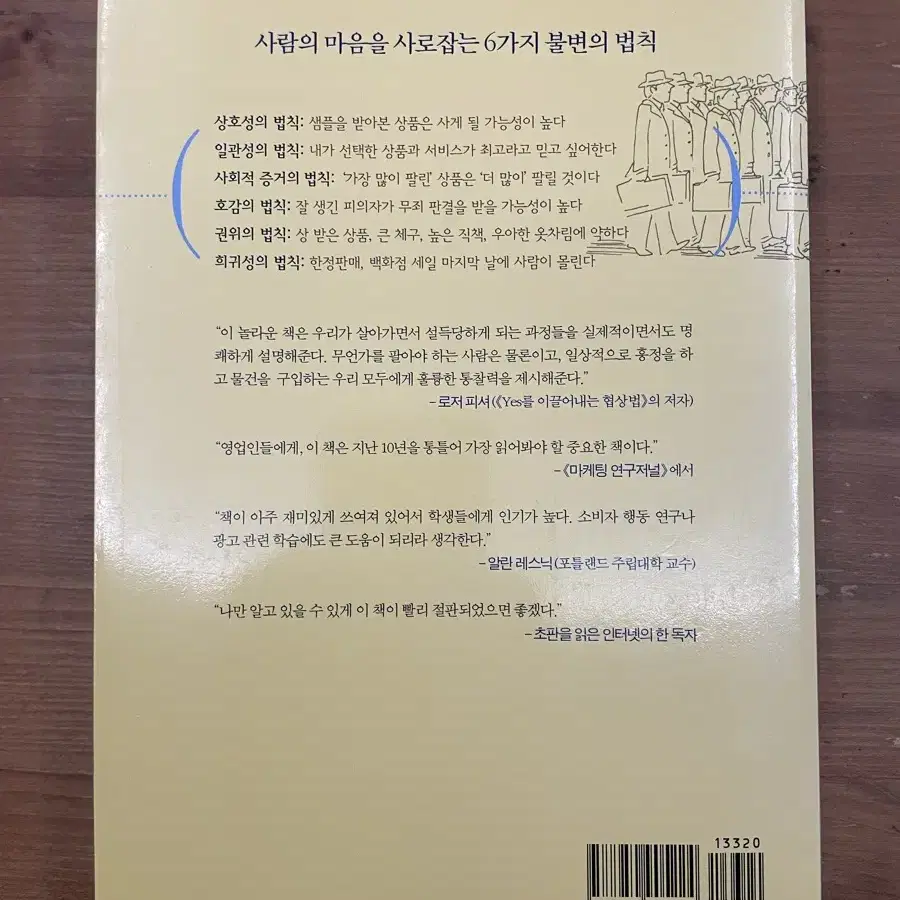 사람의 마음을 사로잡는 6가지 불변의 법칙
상호성의 법칙: 샘플을 받아본 상품은 사게 될 가능성이 높다
일관성의 법칙: 내가 선택한 상품과 서비스가 최고라고 믿고 싶어한다
사회적 증거의 법칙: '가장 많이 팔린' 상품은 '더 많이' 팔릴 것이다
호감의 법칙: 잘 생긴 피의자가 무죄 판결을 받을 가능성이 높다
권위의 법칙: 상 받은 상품, 큰 체구, 높은 직책, 우아한 옷차림에 약하다
희귀성의 법칙: 한정판매, 백화점 세일 마지막 날에 사람이 몰린다
“이 놀라운 책은 우리가 살아가면서 설득당하게 되는 과정들을 실제적이면서도 명
쾌하게 설명해준다. 무언가를 팔아야 하는 사람은 물론이고, 일상적으로 흥정을 하
고 물건을 구입하는 우리 모두에게 훌륭한 통찰력을 제시해준다.”
– 로저 피셔(《Yes를 이끌어내는 협상법》의 저자)
“영업인들에게, 이 책은 지난 10년을 통틀어 가장 읽어봐야 할 중요한 책이다.”
– 《마케팅 연구저널》에서
“책이 아주 재미있게 쓰여져 있어서 학생들에게 인기가 높다. 소비자 행동 연구나
광고 관련 학습에도 큰 도움이 되리라 생각한다.”
– 알란 레스닉(포틀랜드 주립대학 교수)
“나만 알고 있을 수 있게 이 책이 빨리 절판되었으면 좋겠다.”
– 초판을 읽은 인터넷의 한 독자
13320